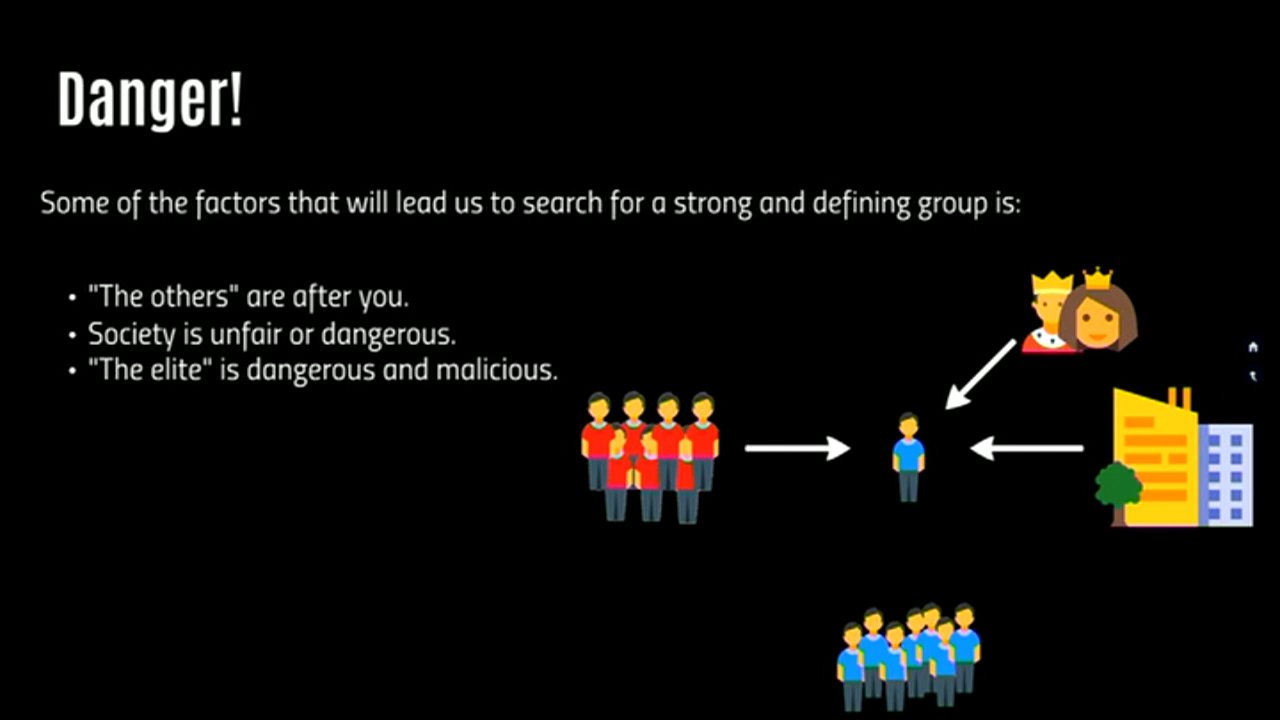 Danger!
Some of the factors that will lead us to search for a strong and defining group is:
• "The others" are after you.
• Society is unfair or dangerous.
• "The elite" is dangerous and malicious.